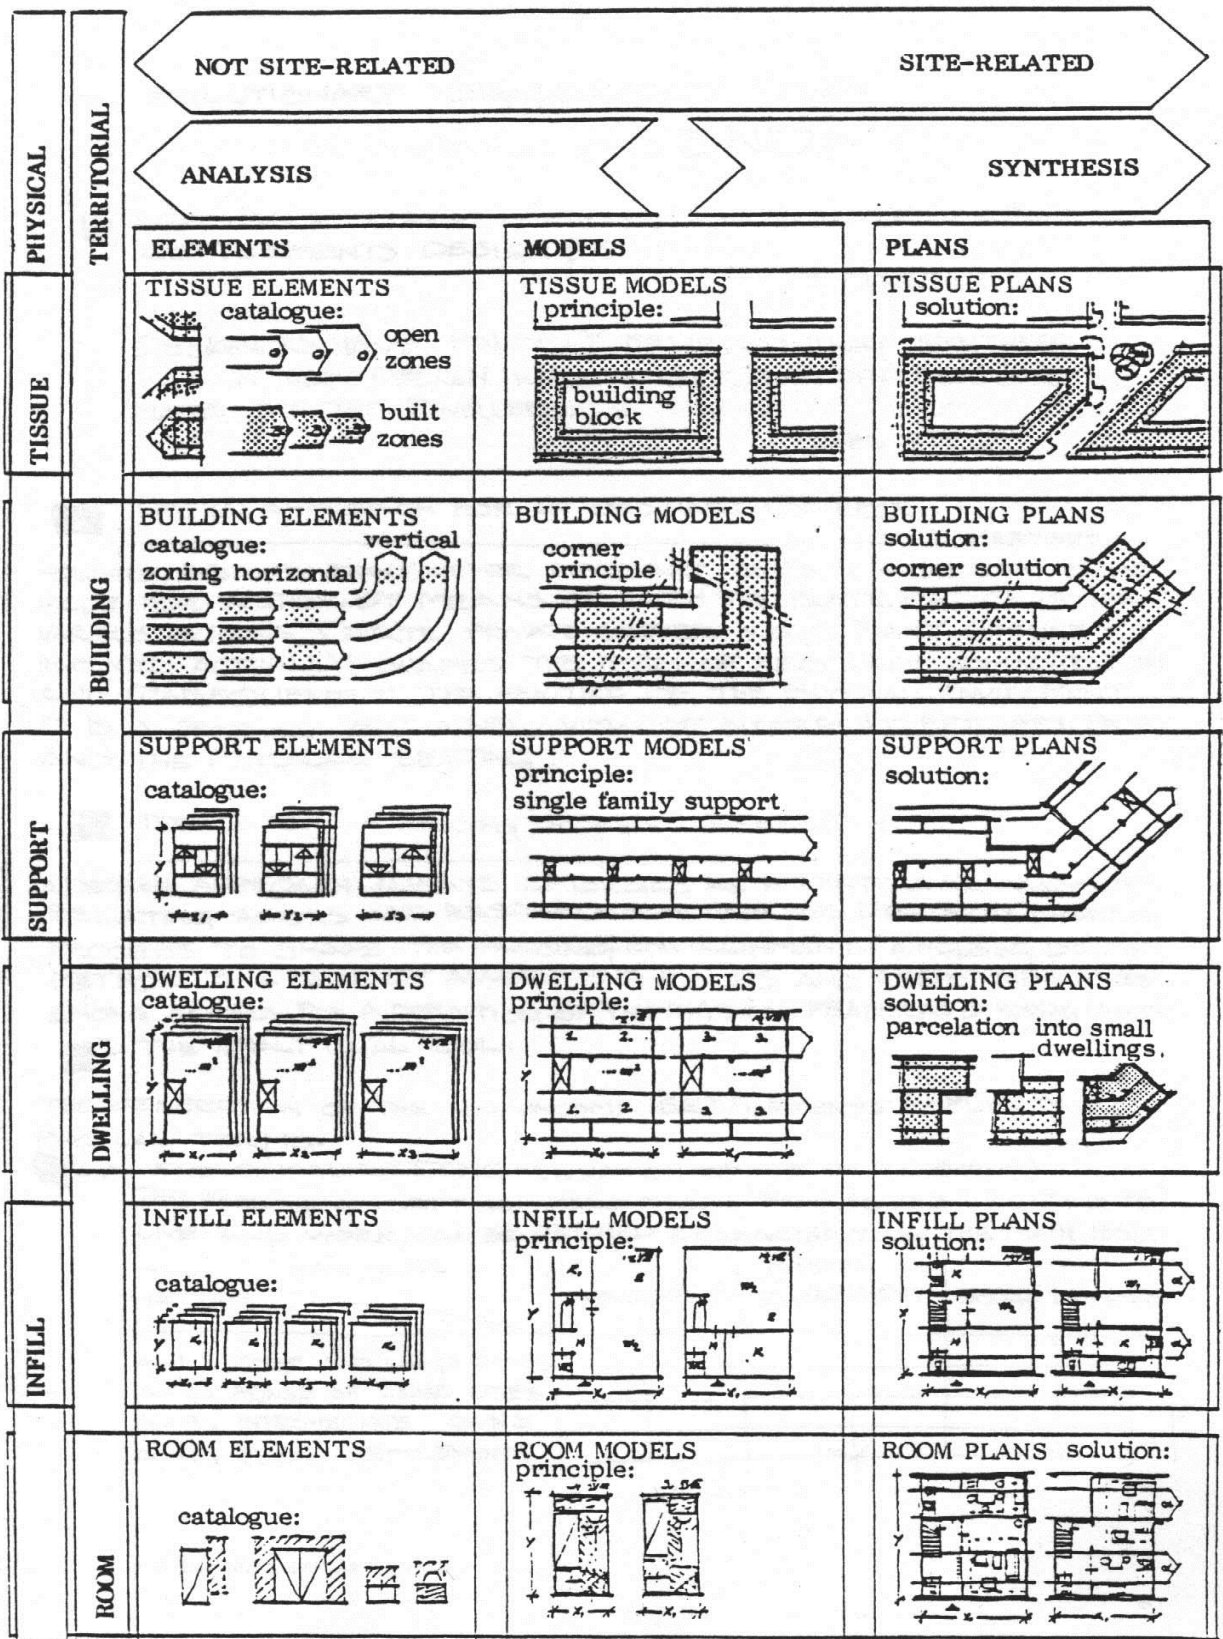 PHYSICAL
TERRITORIAL
NOT SITE-RELATED
SITE-RELATED
ANALYSIS
SYNTHESIS
ELEMENTS
MODELS
PLANS
TISSUE
TISSUE ELEMENTS
catalogue:
open
zones
built
zones
TISSUE MODELS
principle:
building
block
TISSUE PLANS
solution:
BUILDING
BUILDING ELEMENTS
catalogue:
vertical
zoning horizontal
BUILDING MODELS
corner
principle
BUILDING PLANS
solution:
corner solution
SUPPORT
SUPPORT ELEMENTS
catalogue:
SUPPORT MODELS
principle:
single family support
SUPPORT PLANS
solution:
DWELLING
DWELLING ELEMENTS
catalogue:
DWELLING MODELS
principle:
DWELLING PLANS
solution:
parcelation into small
dwellings.
INFILL
INFILL ELEMENTS
catalogue:
INFILL MODELS
principle:
INFILL PLANS
solution:
ROOM
ROOM ELEMENTS
catalogue:
ROOM MODELS
principle:
ROOM PLANS solution: